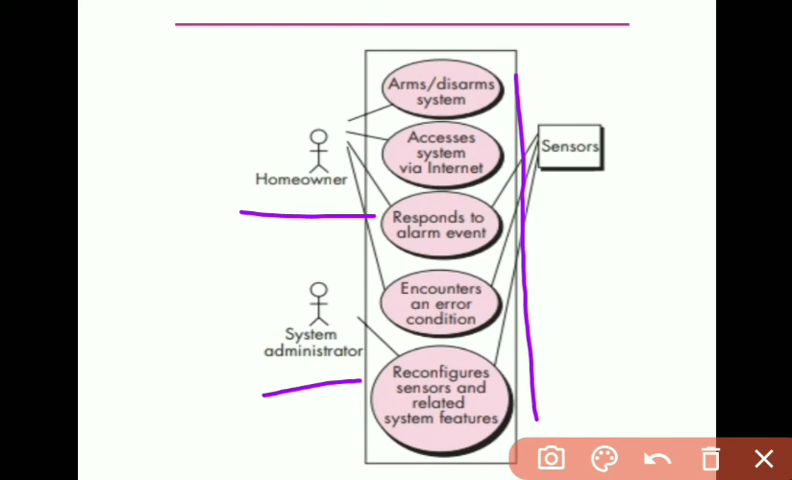 Arms/disarms
system
Accesses
system
via Internet
Sensors
Homeowner
Responds to
alarm event
Encounters
an error
condition
System
administrator
Reconfigures
sensors and
related
system features